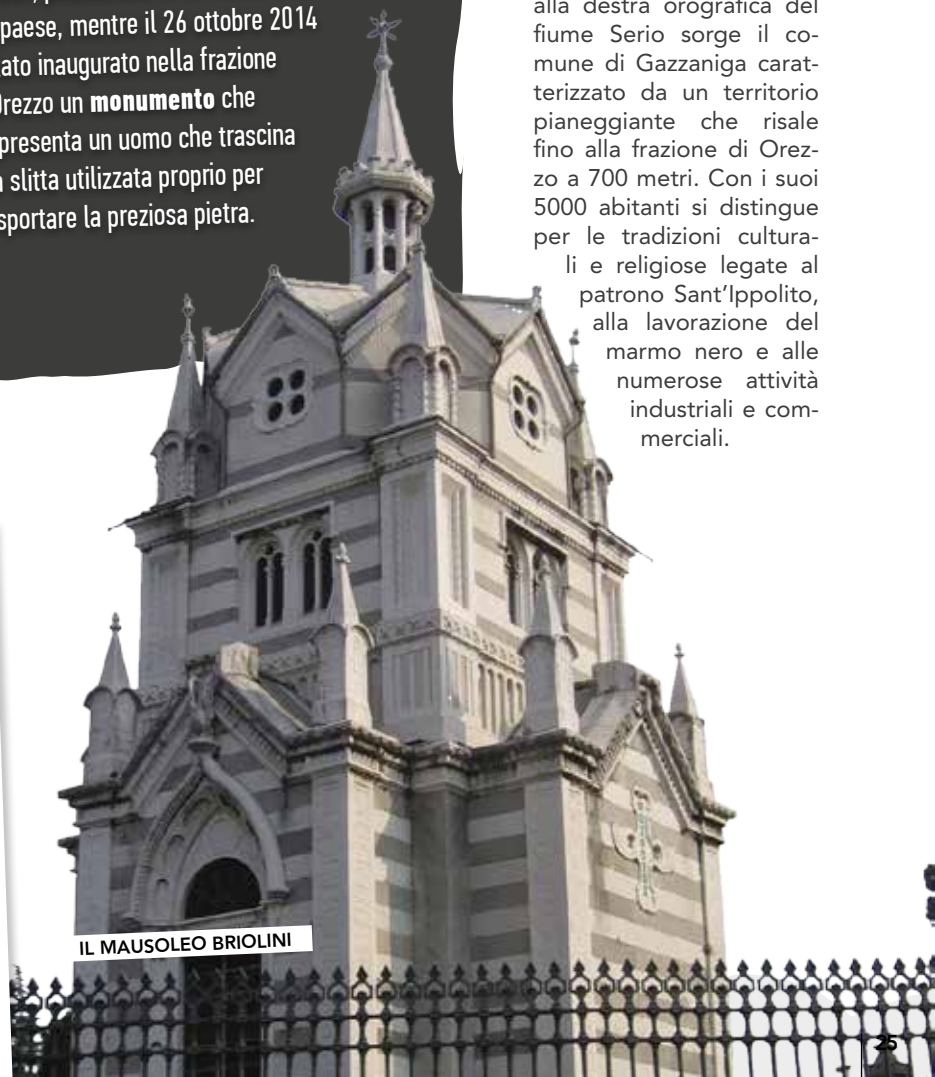 paese, mentre il 26 ottobre 2014
ato inaugurato nella frazione
Orezzo un monumento che
presenta un uomo che trascina
slitta utilizzata proprio per
sportare la preziosa pietra.
alla destra orografica del
fiume Serio sorge il co-
mune di Gazzaniga carat-
terizzato da un territorio
pianeggiante che risale
fino alla frazione di Orez-
zo a 700 metri. Con i suoi
5000 abitanti si distingue
per le tradizioni cultura-
li e religiose legate al
patrono Sant'Ippolito,
alla lavorazione del
marmo nero e alle
numerose attività
industriali e com-
merciali.
IL MAUSOLEO BRIOLINI
25